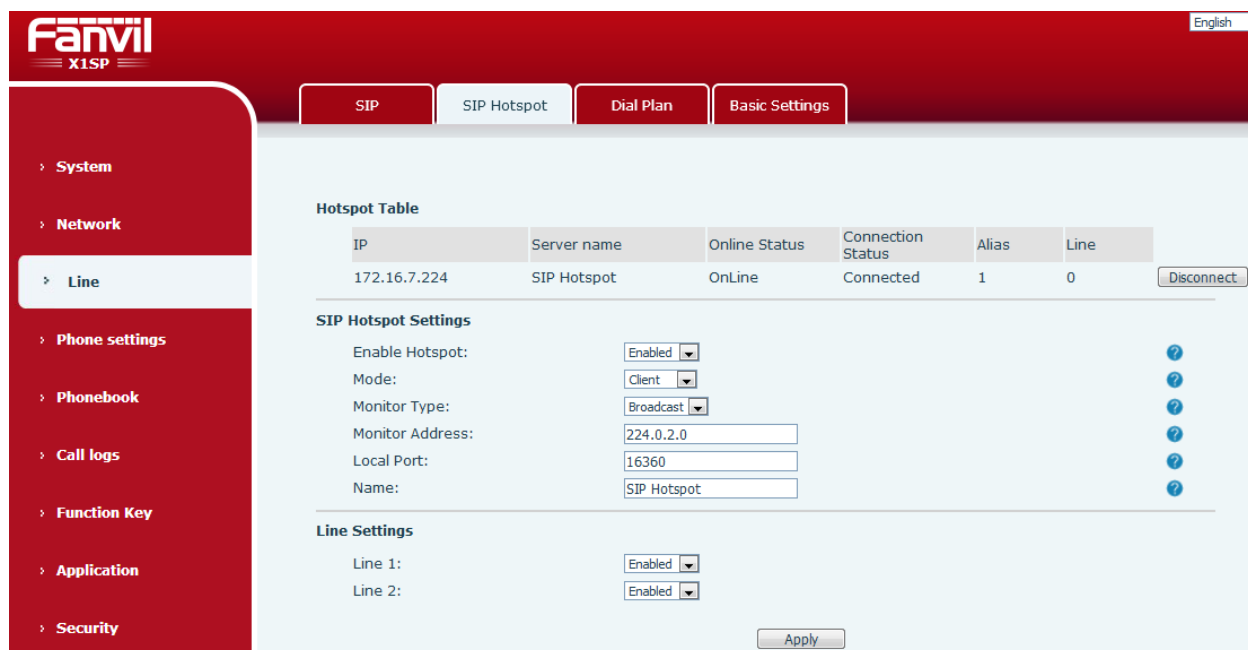 English
Fanvil
X1SP
SIP
SIP Hotspot
Dial Plan
Basic Settings
System
Network
Line
Phone settings
Phonebook
Call logs
Function Key
Application
Security
Hotspot Table
IP Server name Online Status Connection Status Alias Line
172.16.7.224 SIP Hotspot OnLine Connected 1 0 Disconnect
SIP Hotspot Settings
Enable Hotspot: Enabled ?
Mode: Client ?
Monitor Type: Broadcast ?
Monitor Address: 224.0.2.0 ?
Local Port: 16360 ?
Name: SIP Hotspot ?
Line Settings
Line 1: Enabled
Line 2: Enabled
Apply